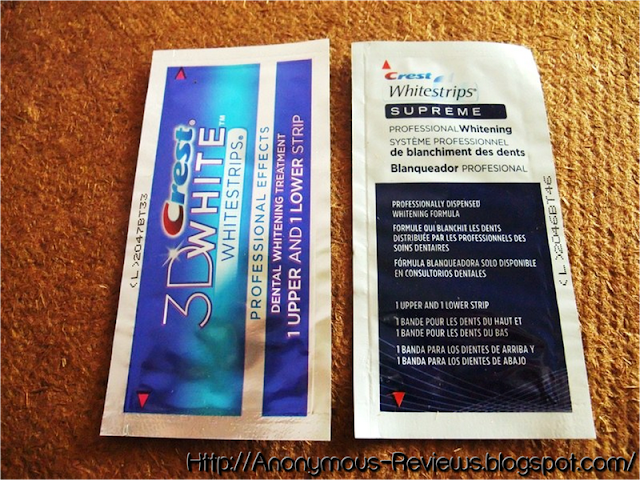 Crest
3D WHITE™
WHITESTRIPS®
PROFESSIONAL EFFECTS
DENTAL WHITENING TREATMENT
1 UPPER AND 1 LOWER STRIP
(L)2047BT33
Crest
Whitestrips®
SUPRÊME
PROFESSIONAL Whitening
SYSTÈME PROFESSIONNEL
de blanchiment des dents
Blanqueador PROFESIONAL
PROFESSIONALLY DISPENSED
WHITENING FORMULA
FORMULE QUI BLANCHIT LES DENTS
DISTRIBUÉE PAR LES PROFESSIONNELS DES
SOINS DENTAIRES
FÓRMULA BLANQUEADORA SOLO DISPONIBLE
EN CONSULTORIOS DENTALES
1 UPPER AND 1 LOWER STRIP
1 BANDE POUR LES DENTS DU HAUT ET
1 BANDE POUR LES DENTS DU BAS
1 BANDA PARA LOS DIENTES DE ARRIBA Y
1 BANDA PARA LOS DIENTES DE ABAJO
(L)2046BT46
Http://Anonymous-Reviews.blogspot.com/